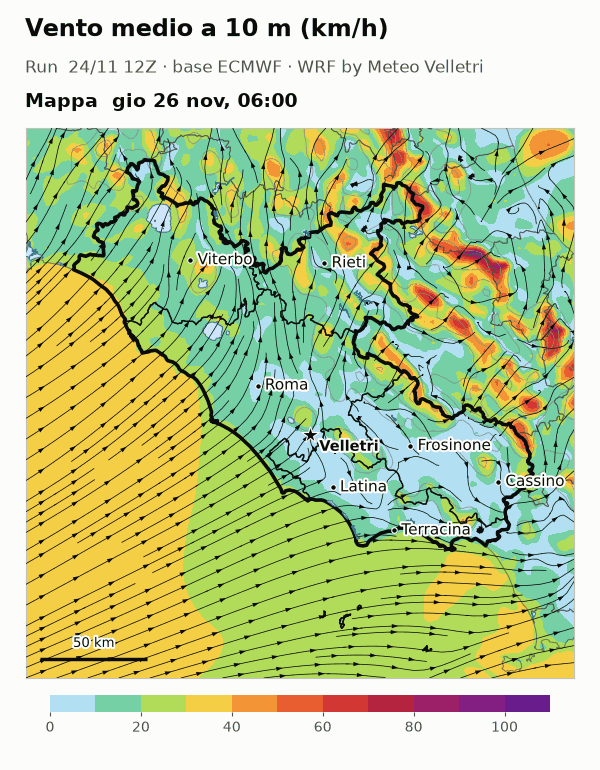 Vento medio a 10 m (km/h)
Run 24/11 12Z · base ECMWF · WRF by Meteo Velletri
Mappa gio 26 nov, 06:00
Viterbo
Rieti
Roma
Velletri
Frosinone
Latina
Cassino
Terracina
50 km
0 20 40 60 80 100